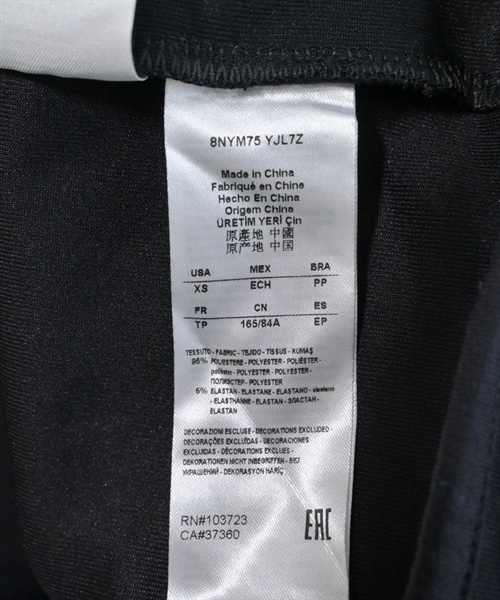 8NYM75 YJL7Z
Made in China
Fabriqué en Chine
Hecho En China
Origem China
ÜRETİM YERİ Çin
原產地 中國
原产地 中国
USA MEX BRA
XS ECH PP
FR CN ES
TP 165/84A EP
TESSUTO - FABRIC - TEJIDO - TISSUS - KUMAŞ
95% POLIESTERE - POLYESTER - POLIÉSTER -
poliester - POLYESTER - POLYESTER -
ПОЛИЭСТЕР - POLYESTER
5% ELASTAN - ELASTANE - ELASTANO - elastano
- ELASTHANNE - ELASTAN - ЭЛАСТАН -
ELASTAN
DECORAZIONI ESCLUSE - DECORATIONS EXCLUDED -
DECORAÇÕES EXCLUÍDAS - DECORACIONES
EXCLUIDAS - DÉCORATIONS EXCLUES -
DEKORATIONEN NICHT INBEGRIFFEN - БЕЗ
УКРАШЕНИЙ - DEKORASYON HARİÇ
RN#103723
CA#37360
EAC